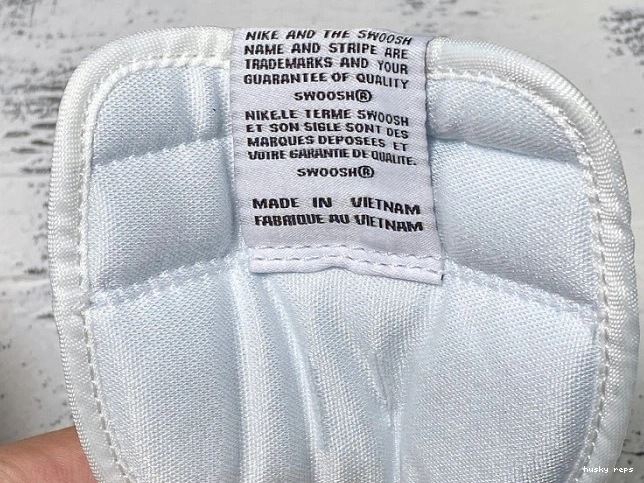 NIKE AND THE SWOOSH
NAME AND STRIPE ARE
TRADEMARKS AND YOUR
GUARANTEE OF QUALITY
SWOOSH®
NIKE,LE TERME SWOOSH
ET SON SIGLE SONT DES
MARQUES DEPOSEES ET
VOTRE GARANTIE DE QUALITE.
SWOOSH®
MADE IN VIETNAM
FABRIQUE AU VIETNAM
husky reps